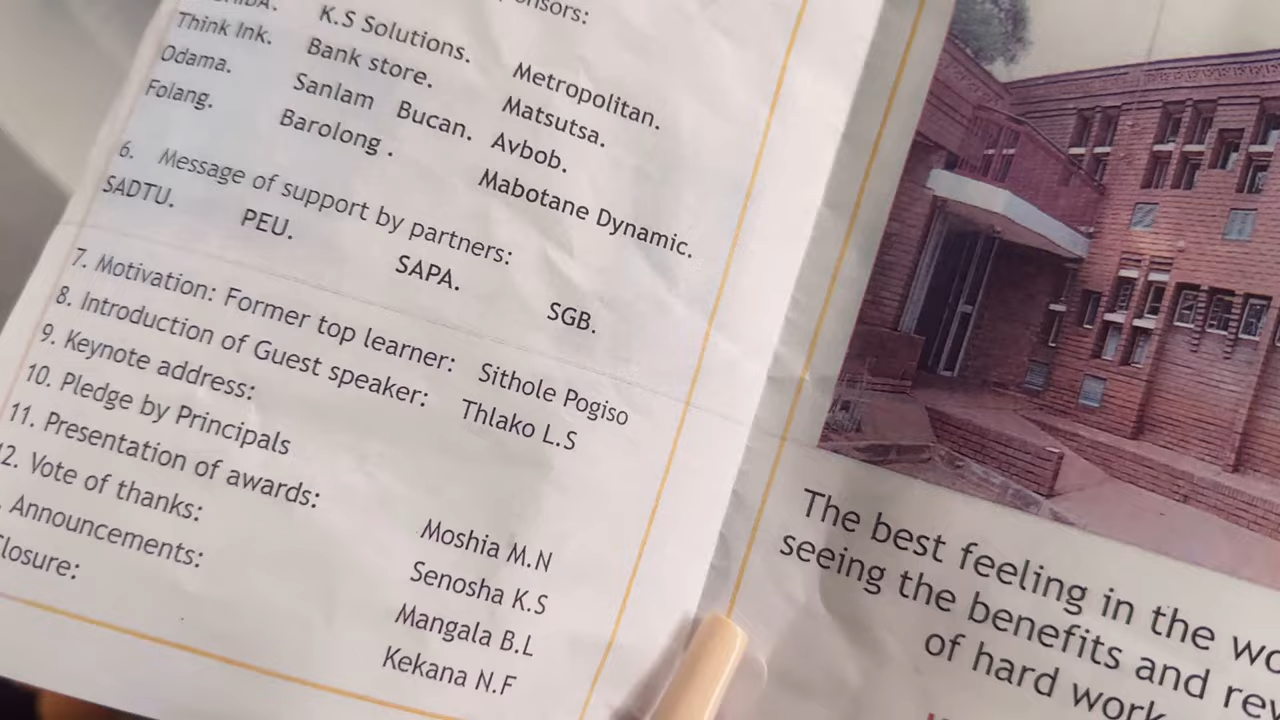 K.S Solutions.
Think Ink. Bank store. Metropolitan.
Odama. Sanlam Bucan. Matsutsa.
Folang. Barolong . Avbob.
Mabotane Dynamic.
6. Message of support by partners:
SADTU. PEU. SAPA. SGB.
7. Motivation: Former top learner: Sithole Pogiso
8. Introduction of Guest speaker: Thlako L.S
9. Keynote address:
10. Pledge by Principals
11. Presentation of awards: Moshia M.N
2. Vote of thanks: Senosha K.S
Announcements: Mangala B.L
losure: Kekana N.F
The best feeling in the
seeing the benefits and
of hard work